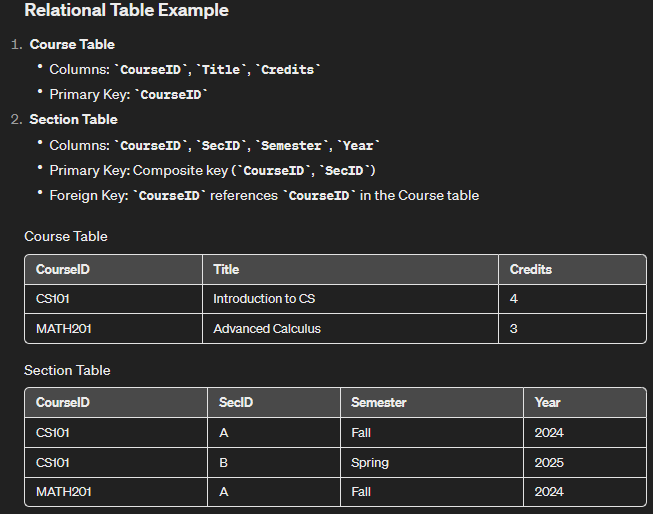 Relational Table Example
1. Course Table
• Columns: `CourseID`, `Title`, `Credits`
• Primary Key: `CourseID`
2. Section Table
• Columns: `CourseID`, `SecID`, `Semester`, `Year`
• Primary Key: Composite key (`CourseID`, `SecID`)
• Foreign Key: `CourseID` references `CourseID` in the Course table
Course Table
CourseID Title Credits
CS101 Introduction to CS 4
MATH201 Advanced Calculus 3
Section Table
CourseID SecID Semester Year
CS101 A Fall 2024
CS101 B Spring 2025
MATH201 A Fall 2024